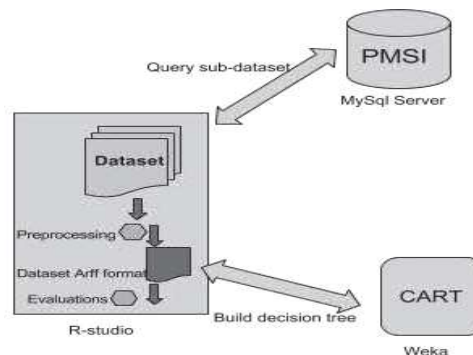 PMSI
Query sub-dataset
MySql Server
Dataset
Preprocessing
Dataset Arff format
Evaluations
CART
Build decision tree
R-studio
Weka